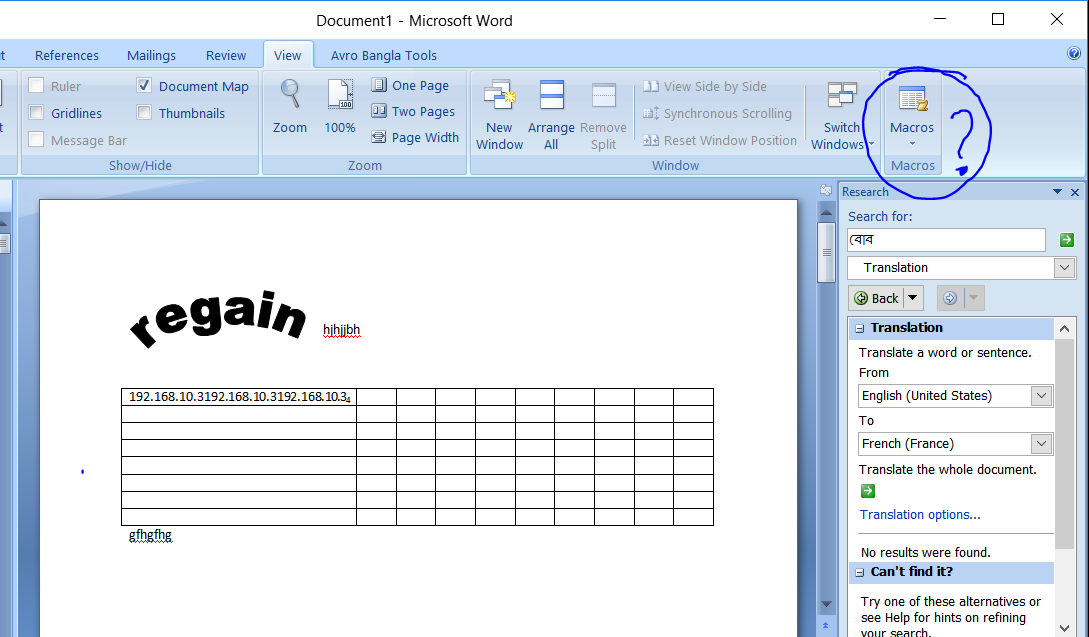 Document1 - Microsoft Word
References Mailings Review View Avro Bangla Tools
Ruler Document Map
Gridlines Thumbnails
Message Bar
Show/Hide
Zoom 100%
One Page
Two Pages
Page Width
Zoom
New Window
Arrange All
Remove Split
View Side by Side
Synchronous Scrolling
Reset Window Position
Switch Windows
Window
Macros
Macros
?
regain hjhjjbh
192.168.10.3192.168.10.3192.168.10.34
gfhgfhg
Research
Search for:
বোব
Translation
Back
Translation
Translate a word or sentence.
From
English (United States)
To
French (France)
Translate the whole document.
Translation options...
No results were found.
Can't find it?
Try one of these alternatives or
see Help for hints on refining
your search.